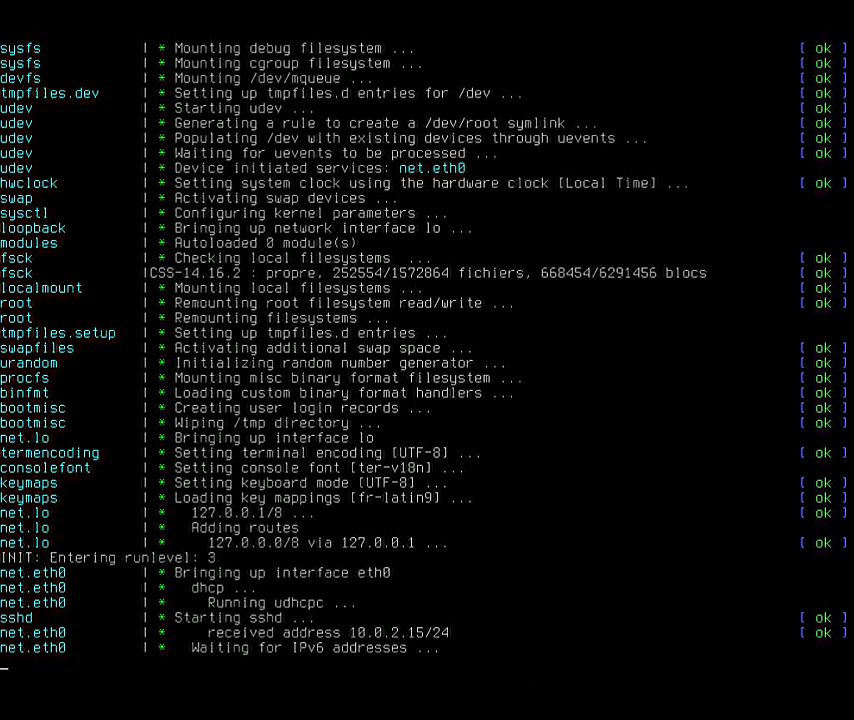 sysfs | * Mounting debug filesystem ... [ ok ]
sysfs | * Mounting cgroup filesystem ... [ ok ]
devfs | * Mounting /dev/mqueue ... [ ok ]
tmpfiles.dev | * Setting up tmpfiles.d entries for /dev ... [ ok ]
udev | * Starting udev ... [ ok ]
udev | * Generating a rule to create a /dev/root symlink ... [ ok ]
udev | * Populating /dev with existing devices through uevents ... [ ok ]
udev | * Waiting for uevents to be processed ... [ ok ]
udev | * Device initiated services: net.eth0
hwclock | * Setting system clock using the hardware clock [Local Time] ... [ ok ]
swap | * Activating swap devices ... [ ok ]
sysctl | * Configuring kernel parameters ... [ ok ]
loopback | * Bringing up network interface lo ... [ ok ]
modules | * Autoloaded 0 module(s)
fsck | * Checking local filesystems ... [ ok ]
fsck |CSS-14.16.2 : propre, 252554/1572864 fichiers, 668454/6291456 blocs [ ok ]
localmount | * Mounting local filesystems ... [ ok ]
root | * Remounting root filesystem read/write ... [ ok ]
root | * Remounting filesystems ... [ ok ]
tmpfiles.setup | * Setting up tmpfiles.d entries ... [ ok ]
swapfiles | * Activating additional swap space ... [ ok ]
urandom | * Initializing random number generator ... [ ok ]
procfs | * Mounting misc binary format filesystem ... [ ok ]
binfmt | * Loading custom binary format handlers ... [ ok ]
bootmisc | * Creating user login records ... [ ok ]
bootmisc | * Wiping /tmp directory ... [ ok ]
net.lo | * Bringing up interface lo
termencoding | * Setting terminal encoding [UTF-8] ... [ ok ]
consolefont | * Setting console font [ter-v18n] ... [ ok ]
keymaps | * Setting keyboard mode [UTF-8] ... [ ok ]
keymaps | * Loading key mappings [fr-latin9] ... [ ok ]
net.lo | * 127.0.0.1/8 ... [ ok ]
net.lo | * Adding routes
net.lo | * 127.0.0.0/8 via 127.0.0.1 ... [ ok ]
INIT: Entering runlevel: 3
net.eth0 | * Bringing up interface eth0
net.eth0 | * dhcp ...
net.eth0 | * Running udhcpc ...
sshd | * Starting sshd ... [ ok ]
net.eth0 | * received address 10.0.2.15/24 [ ok ]
net.eth0 | * Waiting for IPv6 addresses ...